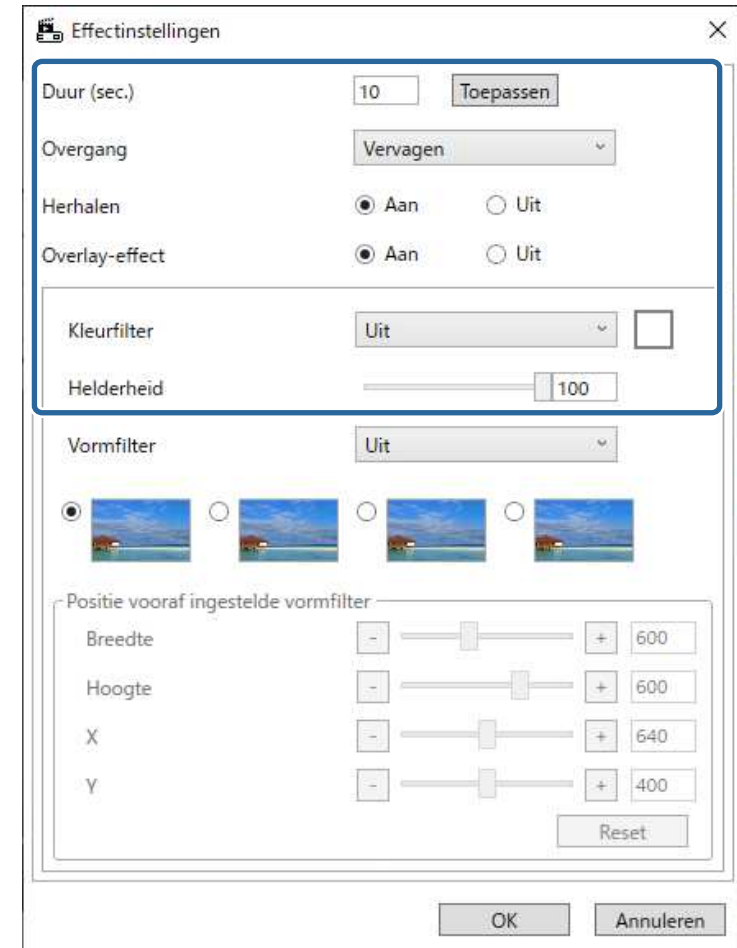 Effectinstellingen
Duur (sec.) 10 Toepassen
Overgang Vervagen
Herhalen Aan Uit
Overlay-effect Aan Uit
Kleurfilter Uit
Helderheid 100
Vormfilter Uit
Positie vooraf ingestelde vormfilter
Breedte - + 600
Hoogte - + 600
X - + 640
Y - + 400
Reset
OK Annuleren